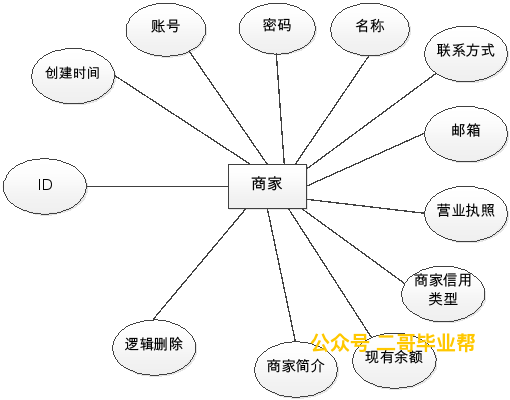 账号
密码
名称
联系方式
创建时间
邮箱
ID
商家
营业执照
商家信用
类型
公众号 二哥毕业帮
逻辑删除
商家简介
现有余额